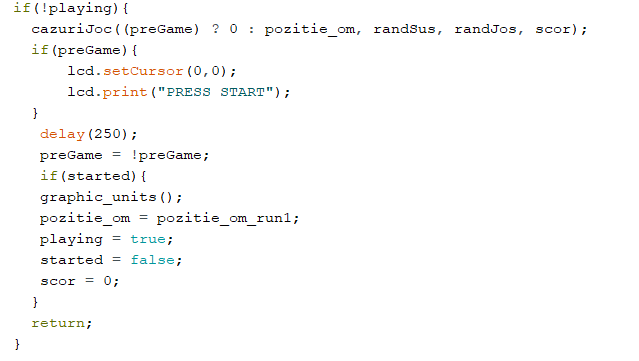 if(!playing){
cazuriJoc((preGame) ? 0 : pozitie_om, randSus, randJos, scor);
if(preGame){
lcd.setCursor(0,0);
lcd.print("PRESS START");
}
delay(250);
preGame = !preGame;
if(started){
graphic_units();
pozitie_om = pozitie_om_run1;
playing = true;
started = false;
scor = 0;
}
return;
}